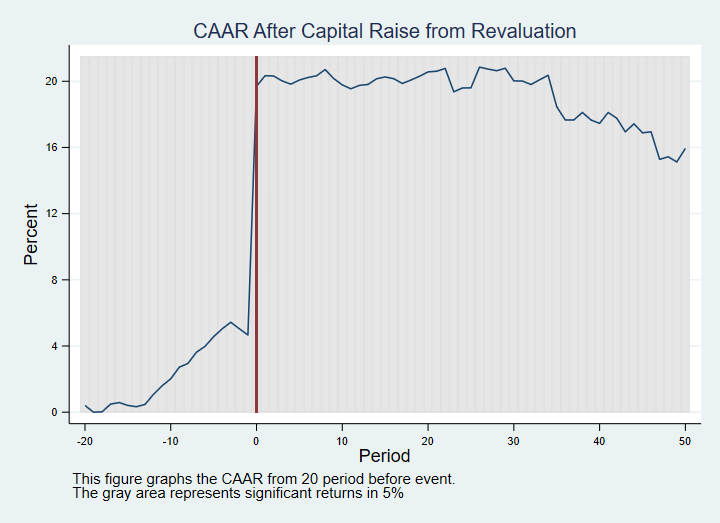 CAAR After Capital Raise from Revaluation
Percent
20
16
12
8
4
0
-20 -10 0 10 20 30 40 50
Period
This figure graphs the CAAR from 20 period before event.
The gray area represents significant returns in 5%